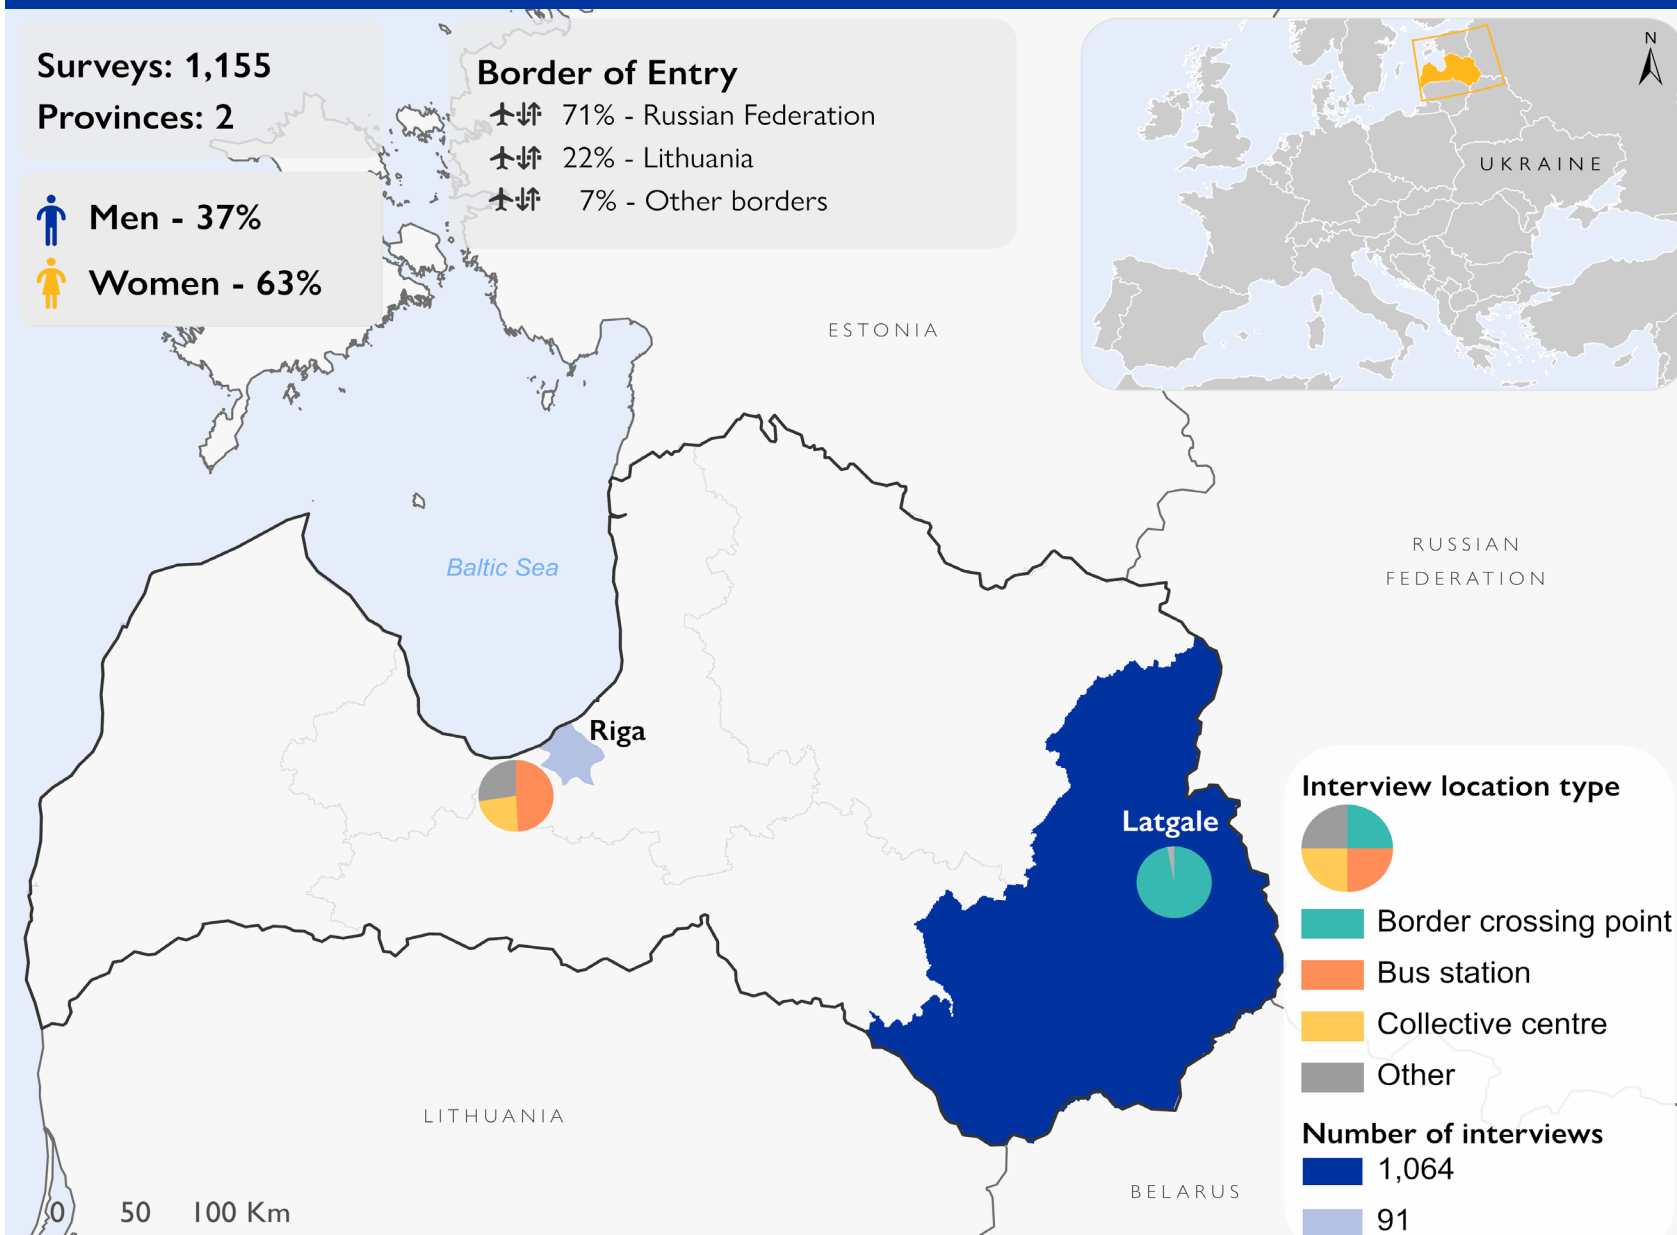 Surveys: 1,155
Provinces: 2
Men - 37%
Women - 63%
Border of Entry
71% - Russian Federation
22% - Lithuania
7% - Other borders
N
UKRAINE
ESTONIA
RUSSIAN
FEDERATION
Baltic Sea
Riga
Latgale
LITHUANIA
BELARUS
0 50 100 Km
Interview location type
Border crossing point
Bus station
Collective centre
Other
Number of interviews
1,064
91